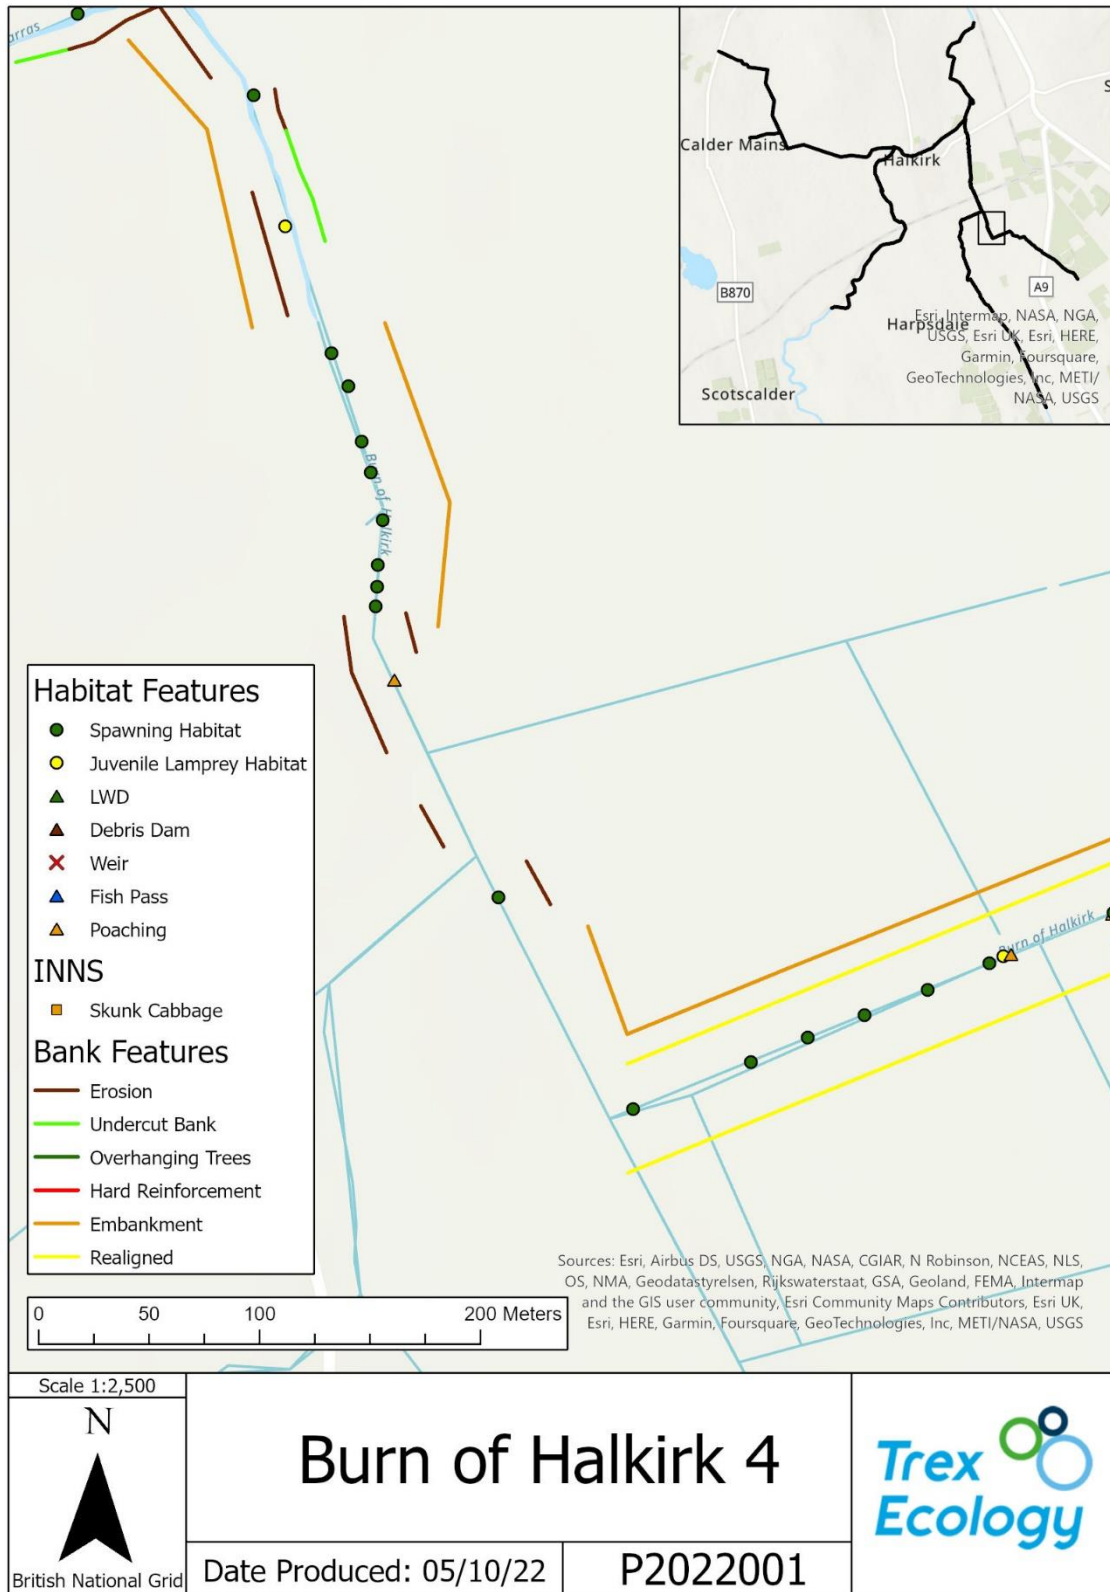 arras
Calder Mains
Halkirk
B870
A9
Harpsdale
Scotscalder
Esri, Intermap, NASA, NGA,
USGS, Esri UK, Esri, HERE,
Garmin, Foursquare,
GeoTechnologies, Inc, METI/
NASA, USGS
Burn of Halkirk
Burn of Halkirk
Habitat Features
Spawning Habitat
Juvenile Lamprey Habitat
LWD
Debris Dam
Weir
Fish Pass
Poaching
INNS
Skunk Cabbage
Bank Features
Erosion
Undercut Bank
Overhanging Trees
Hard Reinforcement
Embankment
Realigned
Sources: Esri, Airbus DS, USGS, NGA, NASA, CGIAR, N Robinson, NCEAS, NLS,
OS, NMA, Geodatastyrelsen, Rijkswaterstaat, GSA, Geoland, FEMA, Intermap
and the GIS user community, Esri Community Maps Contributors, Esri UK,
Esri, HERE, Garmin, Foursquare, GeoTechnologies, Inc, METI/NASA, USGS
0 50 100 200 Meters
Scale 1:2,500
N
British National Grid
Burn of Halkirk 4
Date Produced: 05/10/22
P2022001
Trex
Ecology